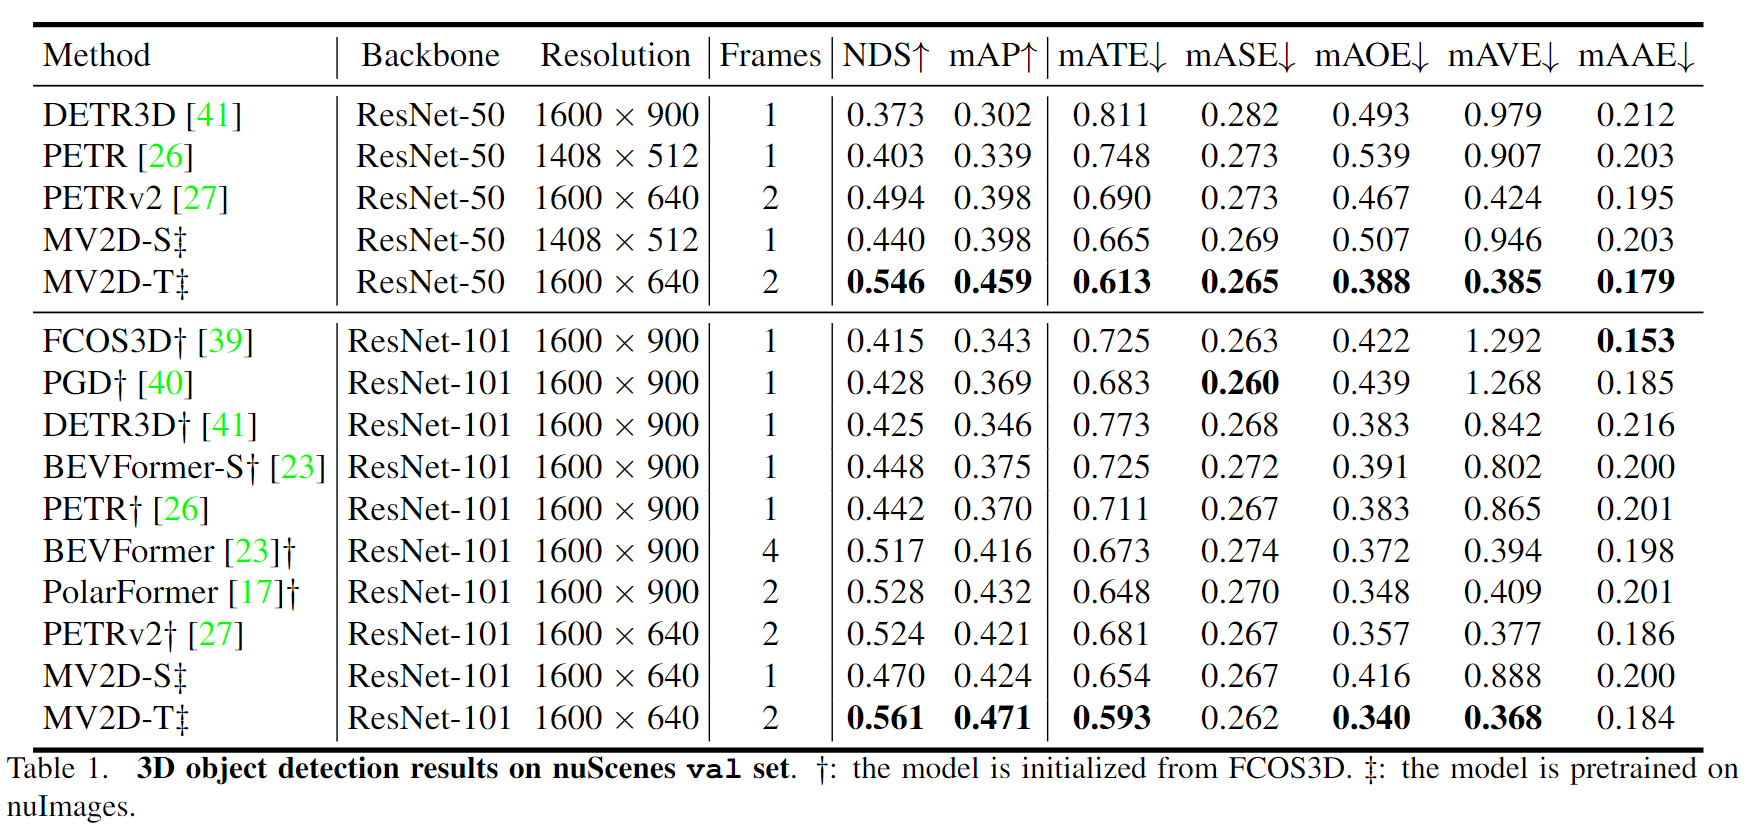 Method Backbone Resolution Frames NDS↑ mAP↑ mATE↓ mASE↓ mAOE↓ mAVE↓ mAAE↓
DETR3D [41] ResNet-50 1600 × 900 1 0.373 0.302 0.811 0.282 0.493 0.979 0.212
PETR [26] ResNet-50 1408 × 512 1 0.403 0.339 0.748 0.273 0.539 0.907 0.203
PETRv2 [27] ResNet-50 1600 × 640 2 0.494 0.398 0.690 0.273 0.467 0.424 0.195
MV2D-S‡ ResNet-50 1408 × 512 1 0.440 0.398 0.665 0.269 0.507 0.946 0.203
MV2D-T‡ ResNet-50 1600 × 640 2 0.546 0.459 0.613 0.265 0.388 0.385 0.179
FCOS3D† [39] ResNet-101 1600 × 900 1 0.415 0.343 0.725 0.263 0.422 1.292 0.153
PGD† [40] ResNet-101 1600 × 900 1 0.428 0.369 0.683 0.260 0.439 1.268 0.185
DETR3D† [41] ResNet-101 1600 × 900 1 0.425 0.346 0.773 0.268 0.383 0.842 0.216
BEVFormer-S† [23] ResNet-101 1600 × 900 1 0.448 0.375 0.725 0.272 0.391 0.802 0.200
PETR† [26] ResNet-101 1600 × 900 1 0.442 0.370 0.711 0.267 0.383 0.865 0.201
BEVFormer [23]† ResNet-101 1600 × 900 4 0.517 0.416 0.673 0.274 0.372 0.394 0.198
PolarFormer [17]† ResNet-101 1600 × 900 2 0.528 0.432 0.648 0.270 0.348 0.409 0.201
PETRv2† [27] ResNet-101 1600 × 640 2 0.524 0.421 0.681 0.267 0.357 0.377 0.186
MV2D-S‡ ResNet-101 1600 × 640 1 0.470 0.424 0.654 0.267 0.416 0.888 0.200
MV2D-T‡ ResNet-101 1600 × 640 2 0.561 0.471 0.593 0.262 0.340 0.368 0.184
Table 1. 3D object detection results on nuScenes val set. †: the model is initialized from FCOS3D. ‡: the model is pretrained on
nuImages.